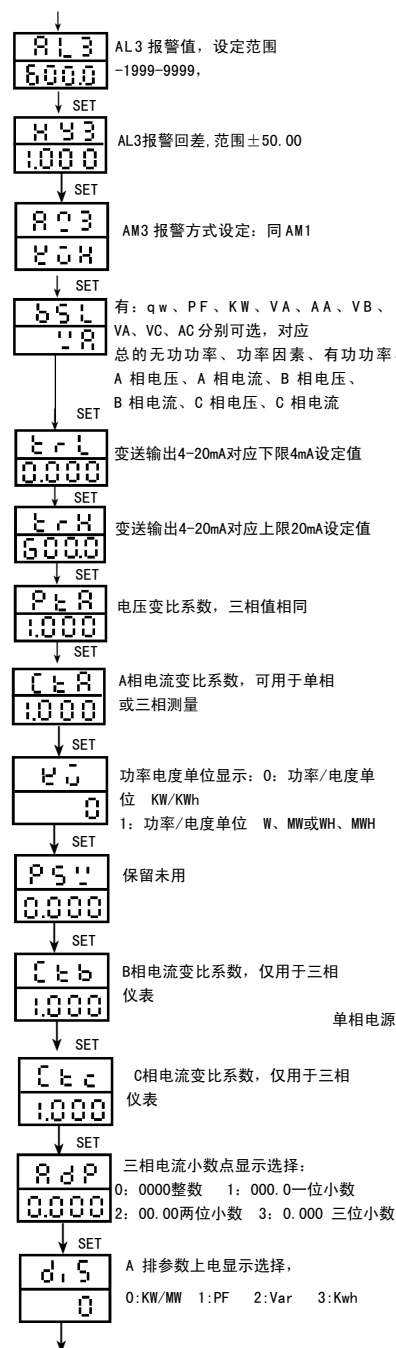 AL3
600.0
AL3 报警值，设定范围
-1999-9999，
SET
HY3
1.000
AL3报警回差,范围±50.00
SET
AM3 报警方式设定：同AM1
SET
bSL
有：qw、PF、KW、VA、AA、VB、
VA、VC、AC分别可选，对应
总的无功功率、功率因素、有功功率、
A 相电压、A 相电流、B 相电压、
B 相电流、C 相电压、C 相电流
SET
trL
0.000
变送输出4-20mA对应下限4mA设定值
SET
trH
600.0
变送输出4-20mA对应上限20mA设定值
SET
PtA
1.000
电压变比系数，三相值相同
SET
CtA
1.000
A相电流变比系数，可用于单相
或三相测量
SET
0
功率电度单位显示：0：功率/电度单
位 KW/KWh
1：功率/电度单位 W、MW或WH、MWH
SET
0.000
保留未用
SET
Ctb
1.000
B相电流变比系数，仅用于三相
仪表
单相电源
SET
Ctc
1.000
C相电流变比系数，仅用于三相
仪表
SET
AdP
0.000
三相电流小数点显示选择：
0：0000整数 1：000.0一位小数
2：00.00两位小数 3：0.000 三位小数
SET
diS
0
A 排参数上电显示选择，
0:KW/MW 1:PF 2:Var 3:Kwh